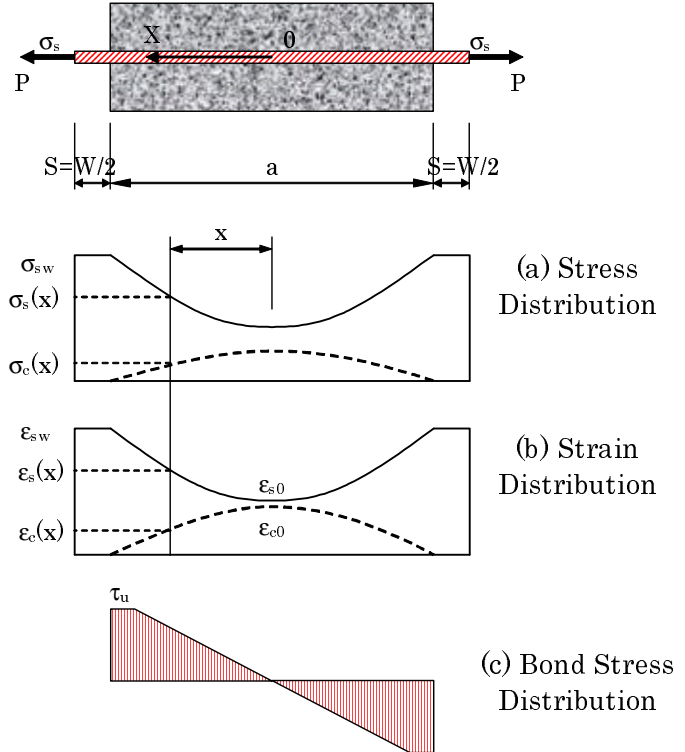 σs X 0 σs
P P
S=W/2 a S=W/2
x
σsw
σs(x)
σc(x)
(a) Stress
Distribution
εsw
εs(x)
εc(x)
εs0
εc0
(b) Strain
Distribution
τu
(c) Bond Stress
Distribution